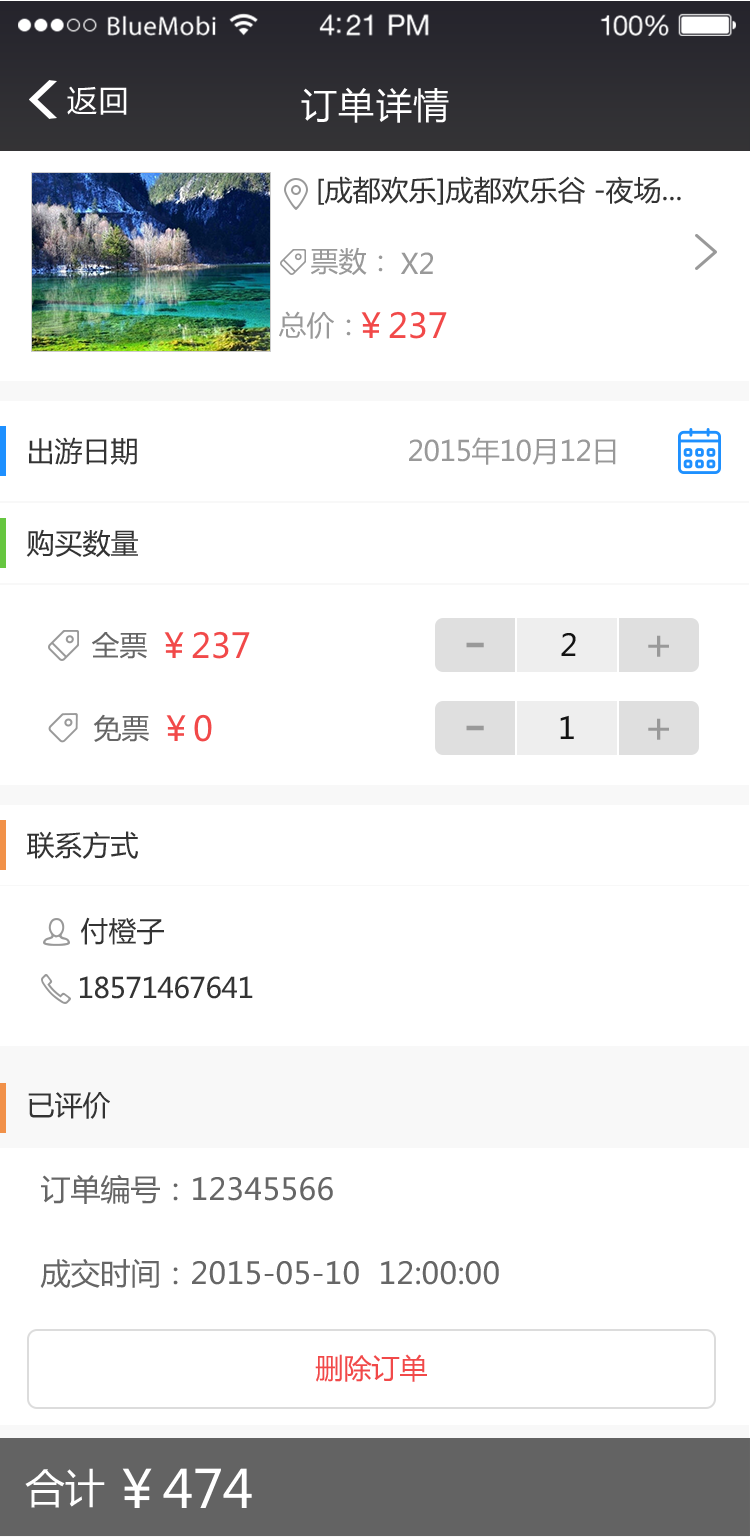 BlueMobi 4:21 PM 100%
返回 订单详情
[成都欢乐]成都欢乐谷 -夜场...
票数： X2
总价：￥237
出游日期 2015年10月12日
购买数量
全票 ￥237 － 2 ＋
免票 ￥0 － 1 ＋
联系方式
付橙子
18571467641
已评价
订单编号：12345566
成交时间：2015-05-10 12:00:00
删除订单
合计 ￥474